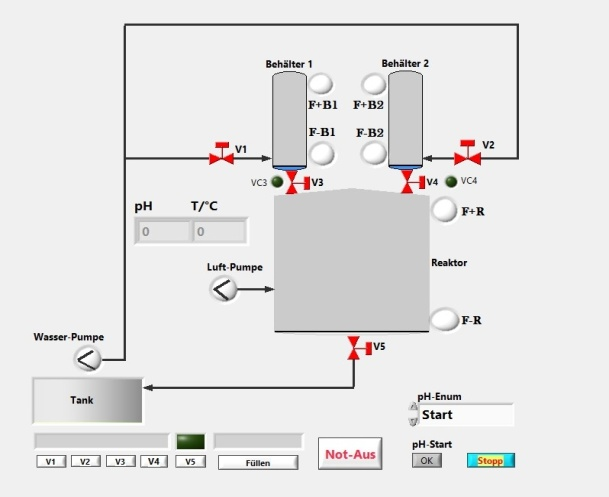 Behälter 1
Behälter 2
F+B1
F+B2
F-B1
F-B2
V1
V2
VC3
V3
V4
VC4
pH
T/°C
0
0
F+R
Luft-Pumpe
Reaktor
F-R
Wasser-Pumpe
V5
Tank
pH-Enum
Start
V1
V2
V3
V4
V5
Füllen
Not-Aus
pH-Start
OK
Stopp